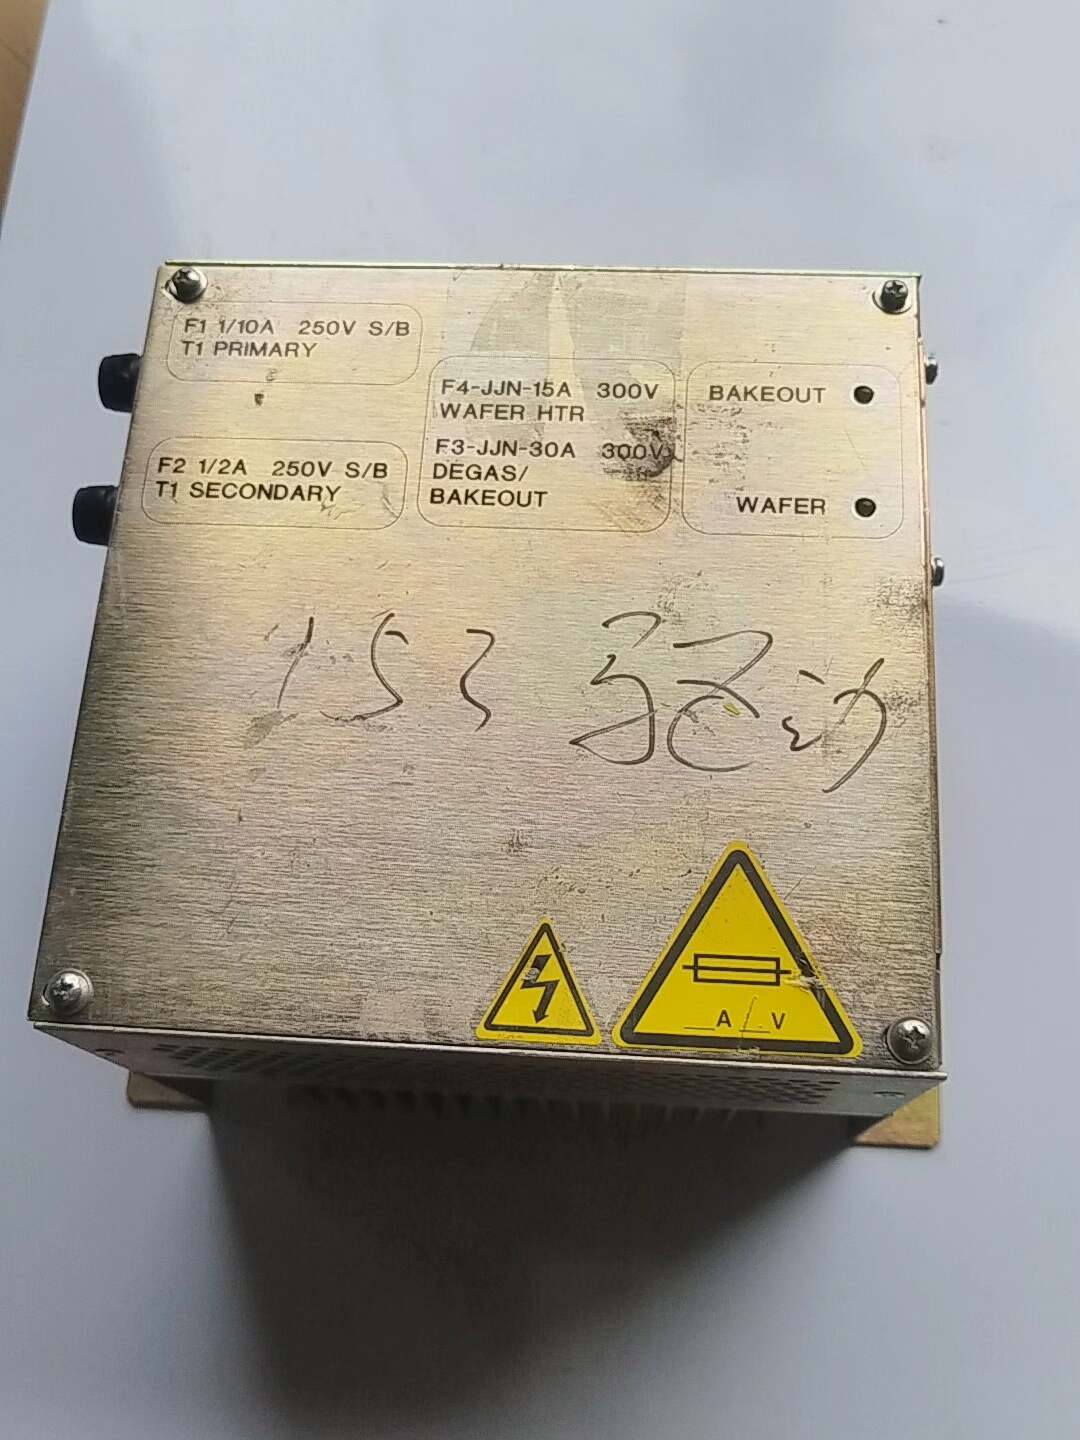 F1 1/10A 250V S/B
T1 PRIMARY
F2 1/2A 250V S/B
T1 SECONDARY
F4-JJN-15A 300V
WAFER HTR
F3-JJN-30A 300V
DEGAS/
BAKEOUT
BAKEOUT
WAFER
153 驱动
__A__V